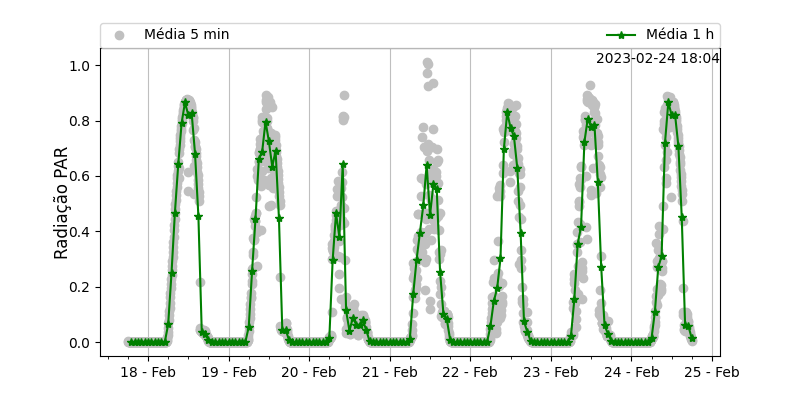 Média 5 min Média 1 h
2023-02-24 18:04
Radiação PAR
1.0
0.8
0.6
0.4
0.2
0.0
18 - Feb 19 - Feb 20 - Feb 21 - Feb 22 - Feb 23 - Feb 24 - Feb 25 - Feb